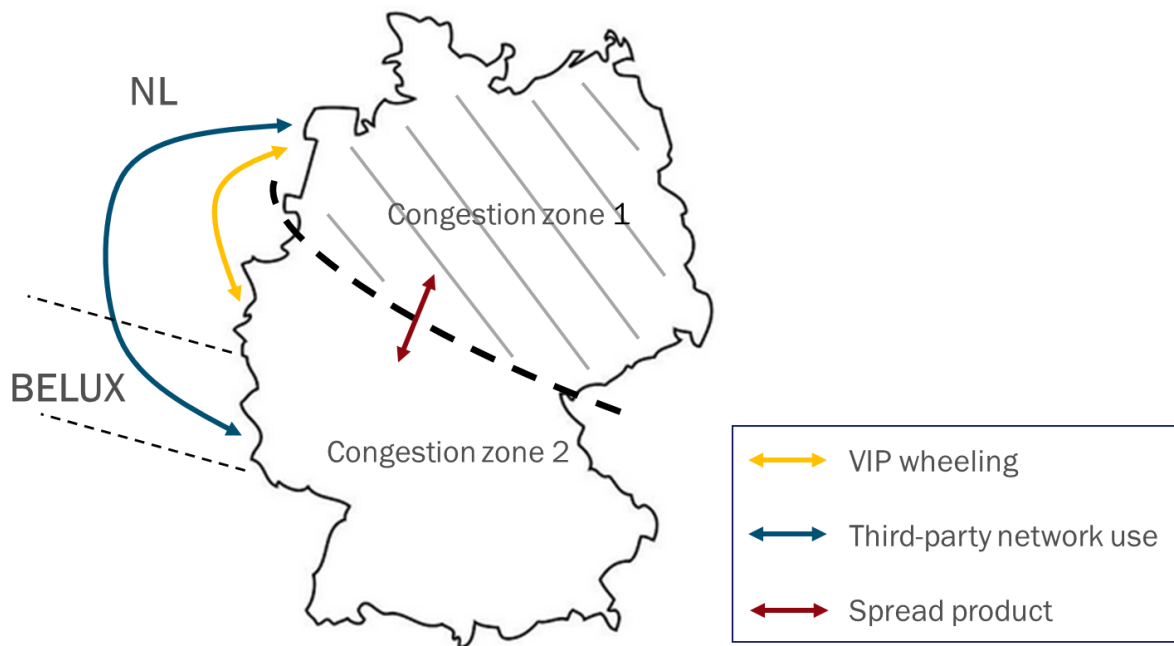 NL
Congestion zone 1
BELUX
Congestion zone 2
VIP wheeling
Third-party network use
Spread product